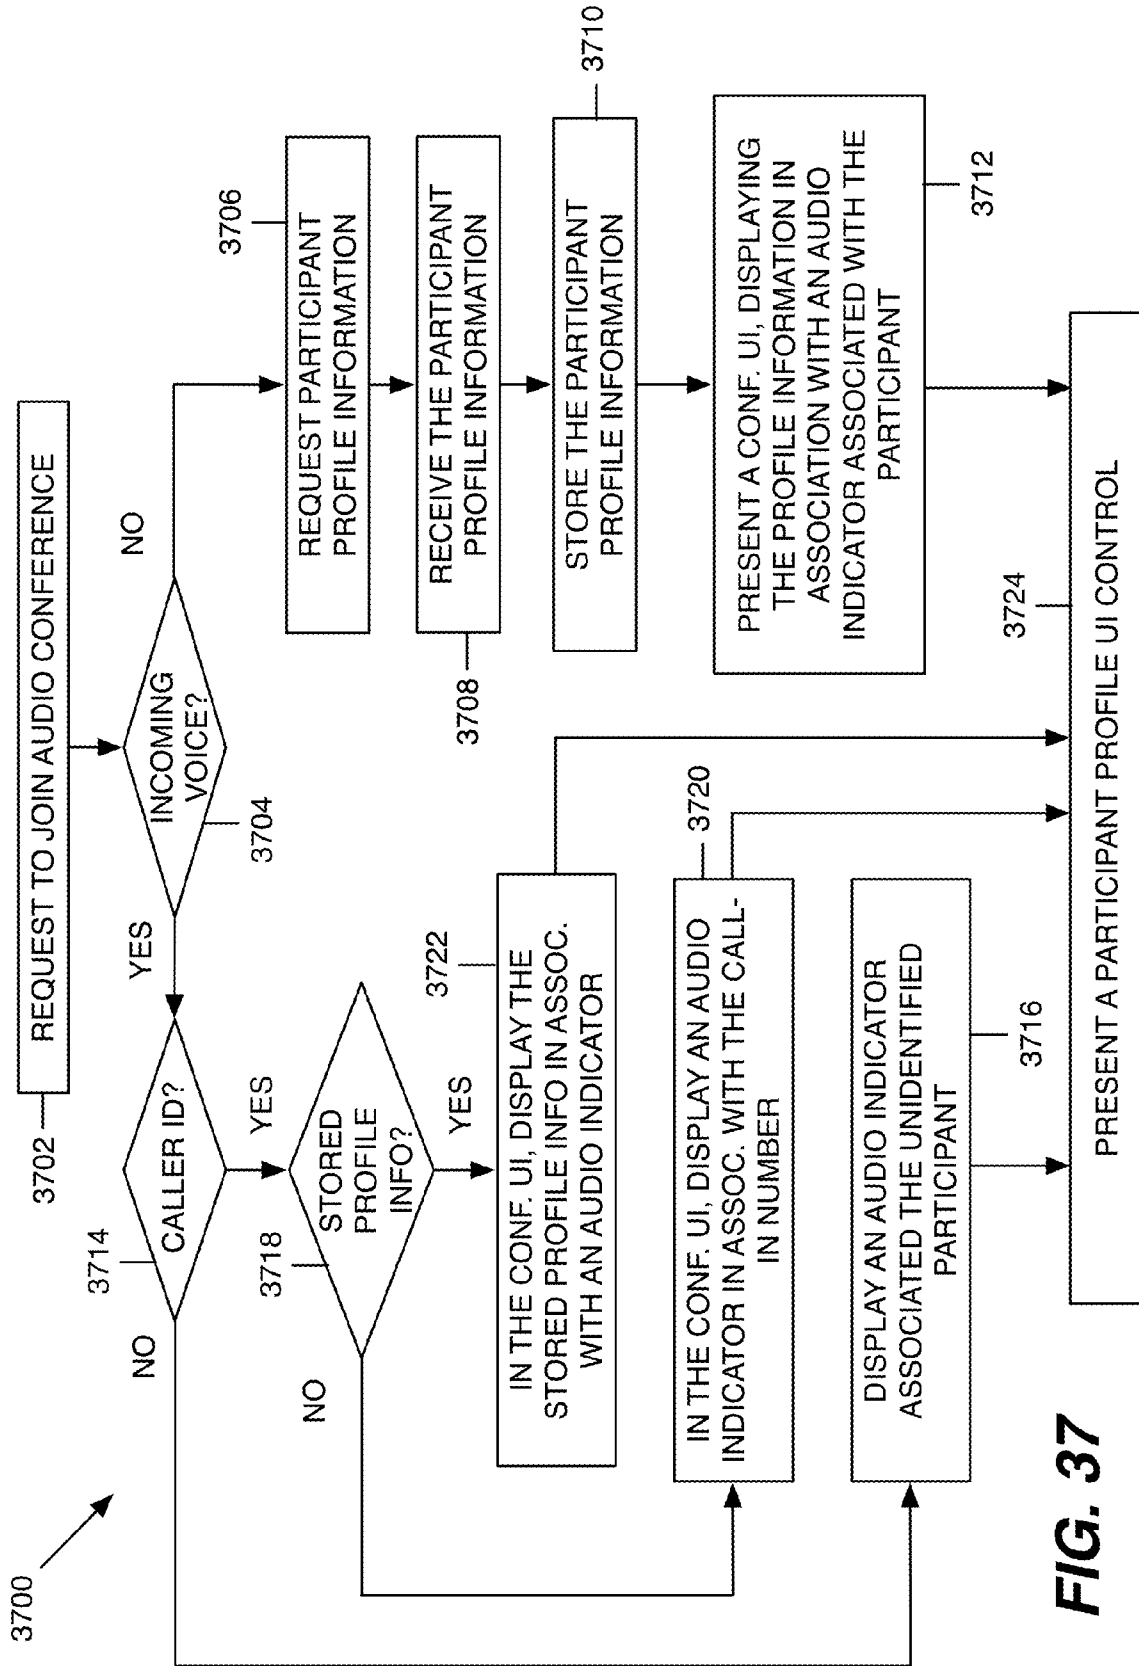 3700
3702
REQUEST TO JOIN AUDIO CONFERENCE
INCOMING
VOICE?
3704
YES
NO
CALLER ID?
3714
NO
YES
STORED
PROFILE
INFO?
3718
NO
YES
3706
REQUEST PARTICIPANT
PROFILE INFORMATION
RECEIVE THE PARTICIPANT
PROFILE INFORMATION
3708
STORE THE PARTICIPANT
PROFILE INFORMATION
3710
PRESENT A CONF. UI, DISPLAYING
THE PROFILE INFORMATION IN
ASSOCIATION WITH AN AUDIO
INDICATOR ASSOCIATED WITH THE
PARTICIPANT
3712
3722
IN THE CONF. UI, DISPLAY THE
STORED PROFILE INFO IN ASSOC.
WITH AN AUDIO INDICATOR
3720
IN THE CONF. UI, DISPLAY AN AUDIO
INDICATOR IN ASSOC. WITH THE CALL-
IN NUMBER
DISPLAY AN AUDIO INDICATOR
ASSOCIATED THE UNIDENTIFIED
PARTICIPANT
3716
3724
PRESENT A PARTICIPANT PROFILE UI CONTROL
FIG. 37